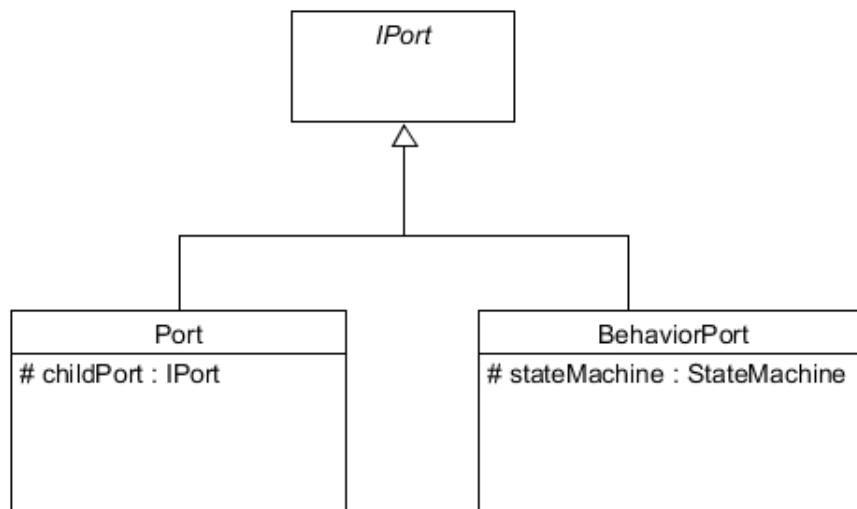 IPort
Port
# childPort : IPort
BehaviorPort
# stateMachine : StateMachine